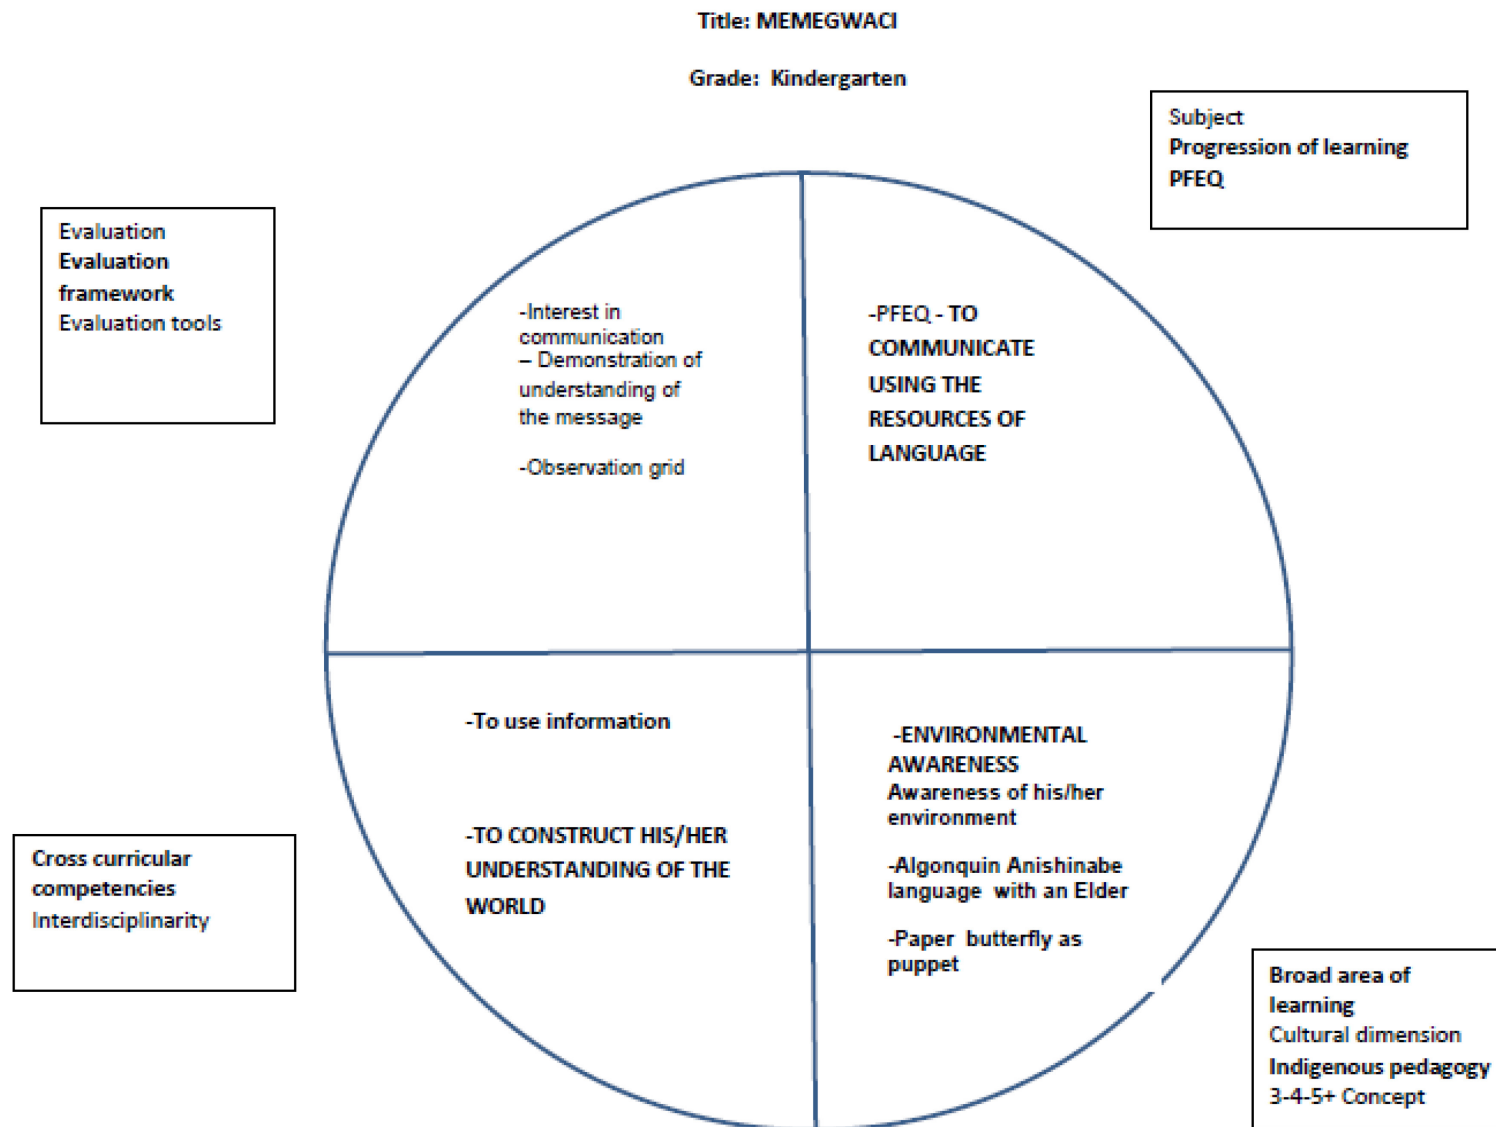 Title: MEMEGWACI
Grade:  Kindergarten
Subject
Progression of learning
PFEQ
Evaluation
Evaluation
framework
Evaluation tools
-Interest in
communication
– Demonstration of
understanding of
the message
-Observation grid
-PFEQ - TO
COMMUNICATE
USING THE
RESOURCES OF
LANGUAGE
-To use information
-TO CONSTRUCT HIS/HER
UNDERSTANDING OF THE
WORLD
-ENVIRONMENTAL
AWARENESS
Awareness of his/her
environment
-Algonquin Anishinabe
language  with an Elder
-Paper  butterfly as
puppet
Cross curricular
competencies
Interdisciplinarity
Broad area of
learning
Cultural dimension
Indigenous pedagogy
3-4-5+ Concept